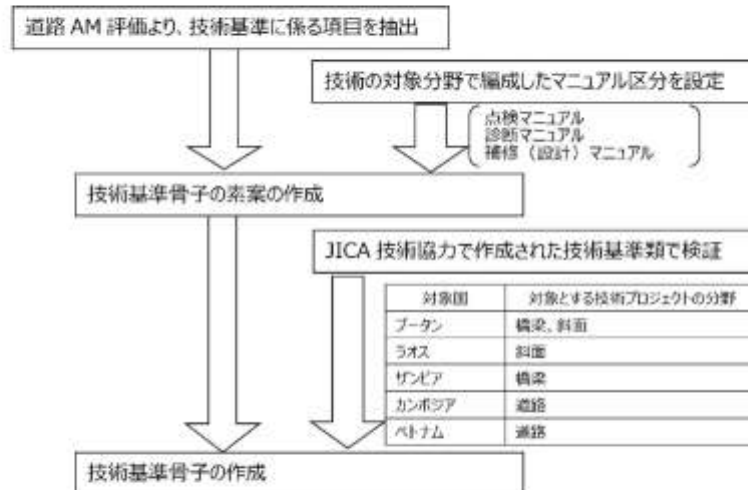 道路 AM 評価より、技術基準に係る項目を抽出
技術の対象分野で編成したマニュアル区分を設定
点検マニュアル
診断マニュアル
補修（設計）マニュアル
技術基準骨子の素案の作成
JICA 技術協力で作成された技術基準類で検証
対象国 対象とする技術プロジェクトの分野
ブータン 橋梁、斜面
ラオス 斜面
ザンビア 橋梁
カンボジア 道路
ベトナム 道路
技術基準骨子の作成